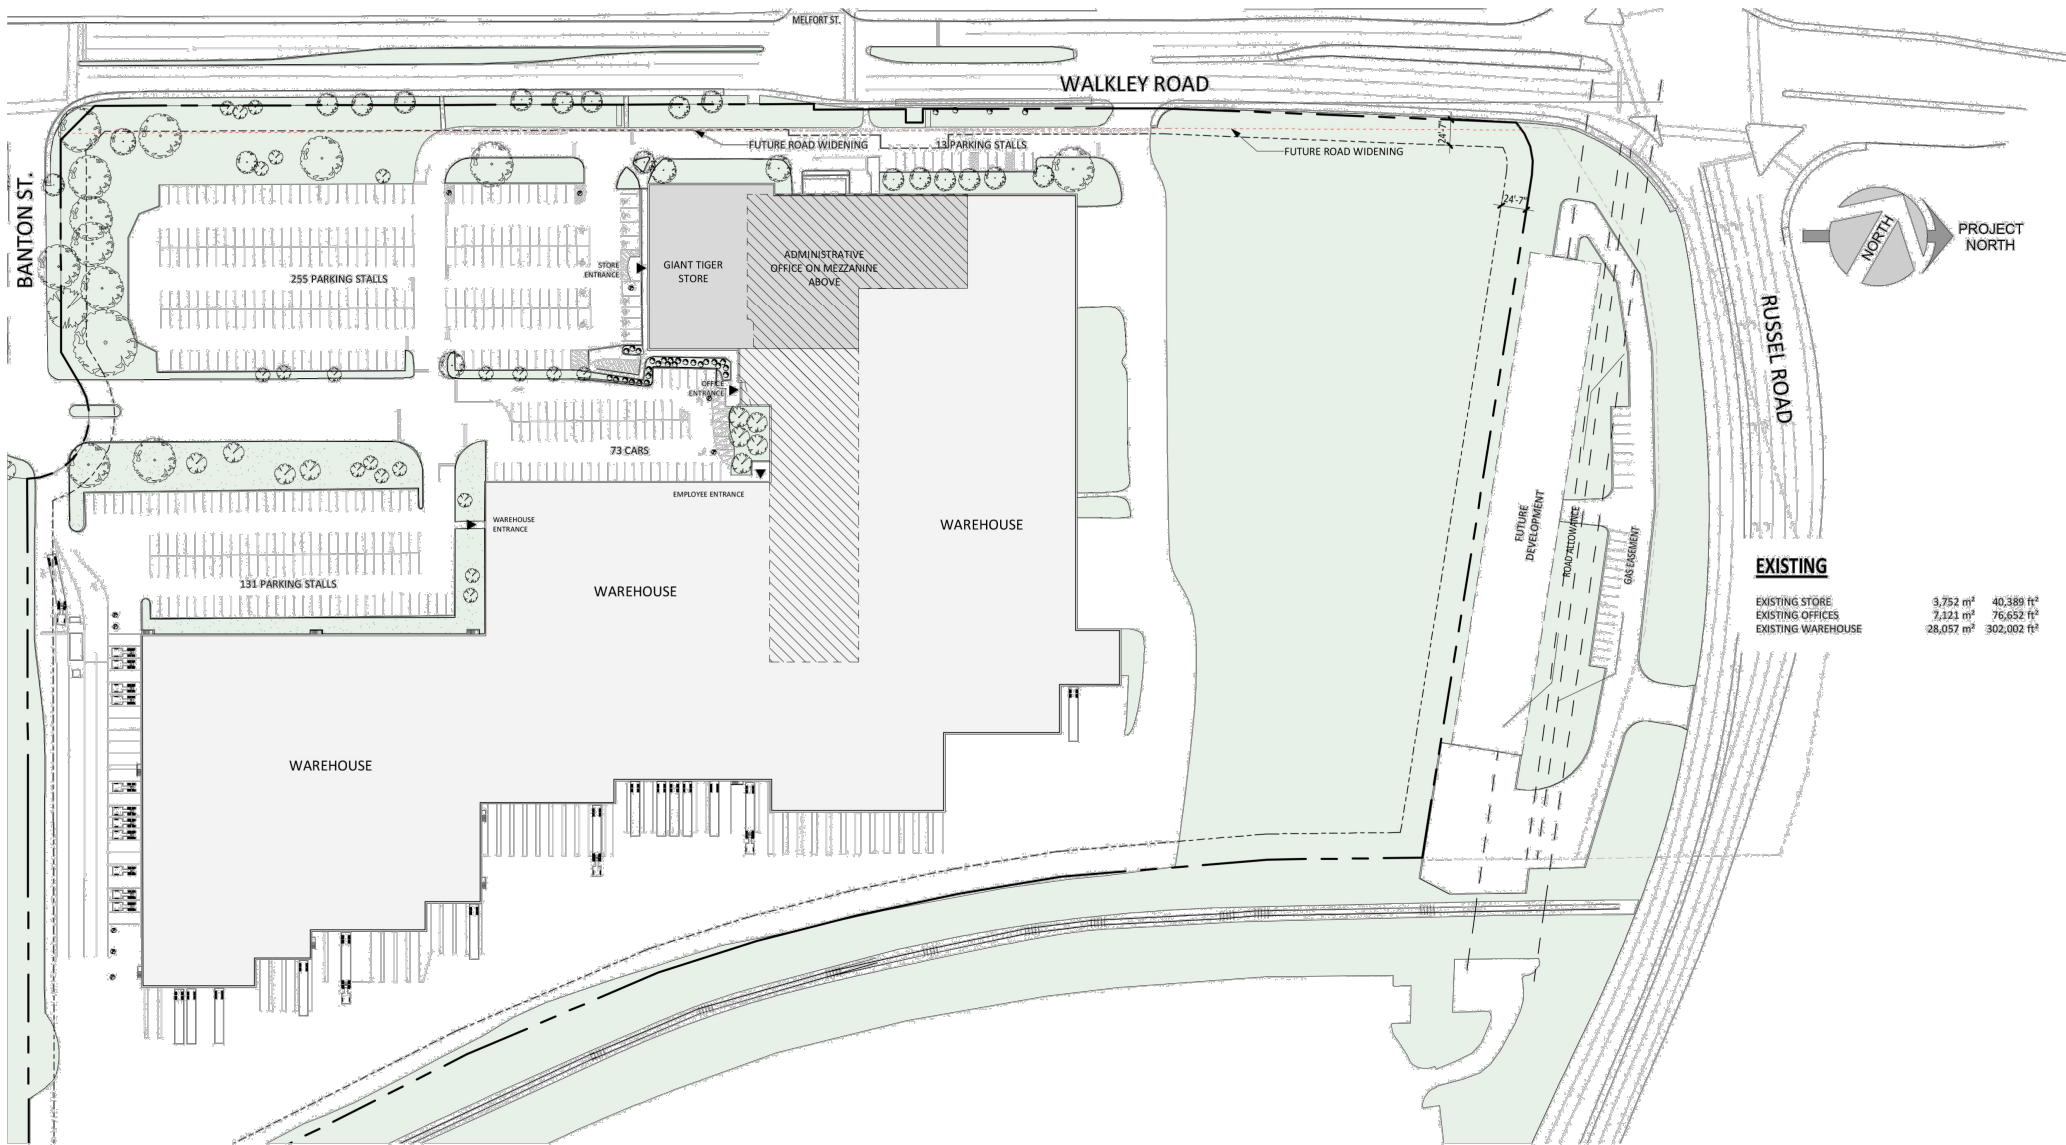 MELFORT ST.
WALKLEY ROAD
FUTURE ROAD WIDENING
13 PARKING STALLS
FUTURE ROAD WIDENING
24'-7"
24'-7"
BANTON ST.
NORTH
PROJECT
NORTH
255 PARKING STALLS
STORE
ENTRANCE
GIANT TIGER
STORE
ADMINISTRATIVE
OFFICE ON MEZZANINE
ABOVE
RUSSEL ROAD
OFFICE
ENTRANCE
73 CARS
EMPLOYEE ENTRANCE
WAREHOUSE
ENTRANCE
WAREHOUSE
FUTURE
DEVELOPMENT
ROAD ALLOWANCE
GAS EASEMENT
131 PARKING STALLS
WAREHOUSE
WAREHOUSE
EXISTING
EXISTING STORE 3,752 m² 40,389 ft²
EXISTING OFFICES 7,121 m² 76,652 ft²
EXISTING WAREHOUSE 28,057 m² 302,002 ft²